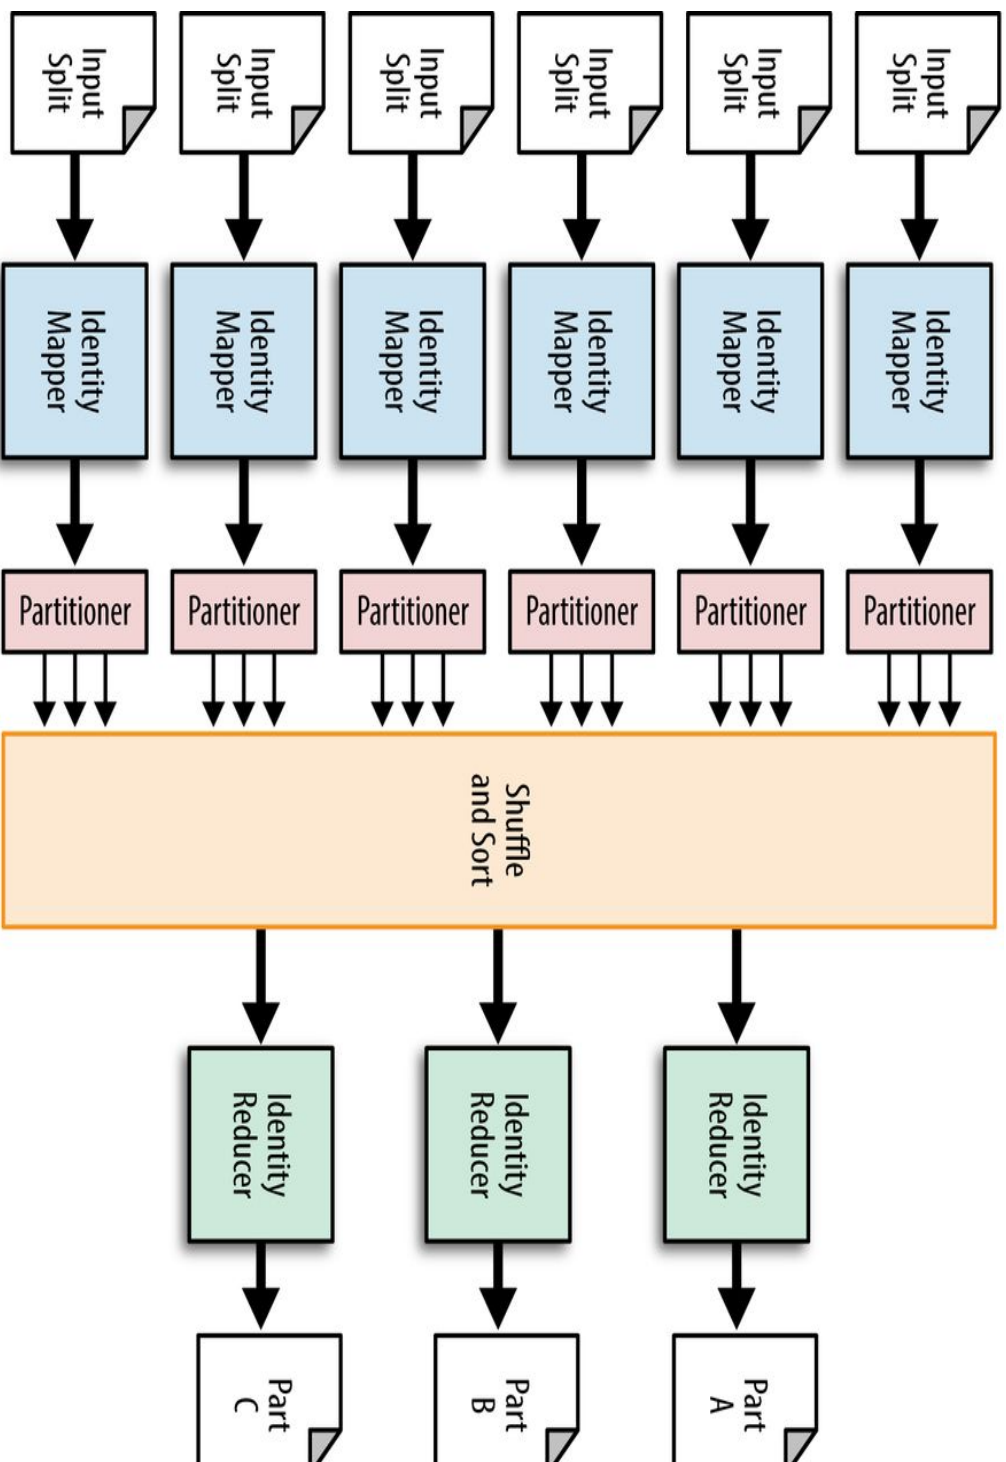 Input
Split
Input
Split
Input
Split
Input
Split
Input
Split
Input
Split
Identity
Mapper
Identity
Mapper
Identity
Mapper
Identity
Mapper
Identity
Mapper
Identity
Mapper
Partitioner
Partitioner
Partitioner
Partitioner
Partitioner
Partitioner
Shuffle
and Sort
Identity
Reducer
Identity
Reducer
Identity
Reducer
Part
C
Part
B
Part
A